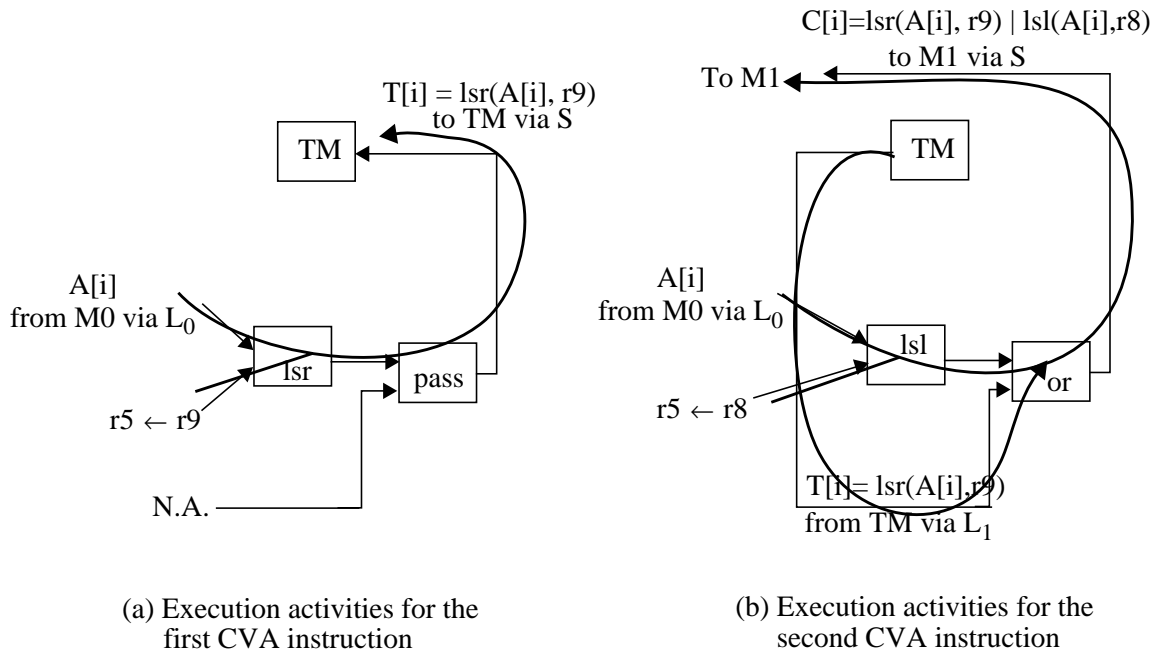 T[i] = lsr(A[i], r9)
to TM via S
TM
A[i]
from M0 via L0
lsr
pass
r5 ← r9
N.A.
(a) Execution activities for the
first CVA instruction
C[i]=lsr(A[i], r9) | lsl(A[i],r8)
to M1 via S
To M1
TM
A[i]
from M0 via L0
lsl
or
r5 ← r8
T[i]= lsr(A[i],r9)
from TM via L1
(b) Execution activities for the
second CVA instruction